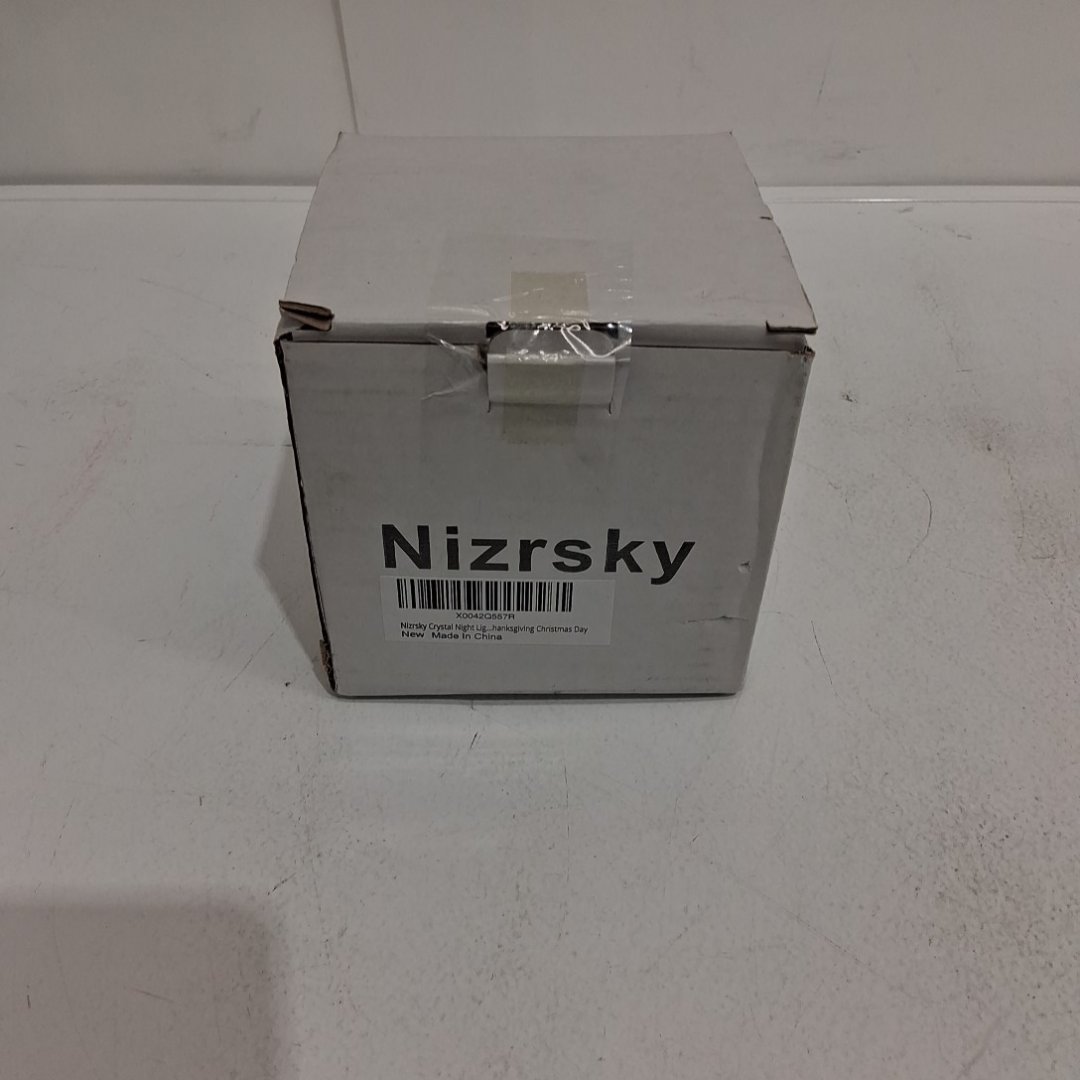 Nizrsky
X0042Q557R
Nizrsky Crystal Night Lig...hanksgiving Christmas Day
New Made In China